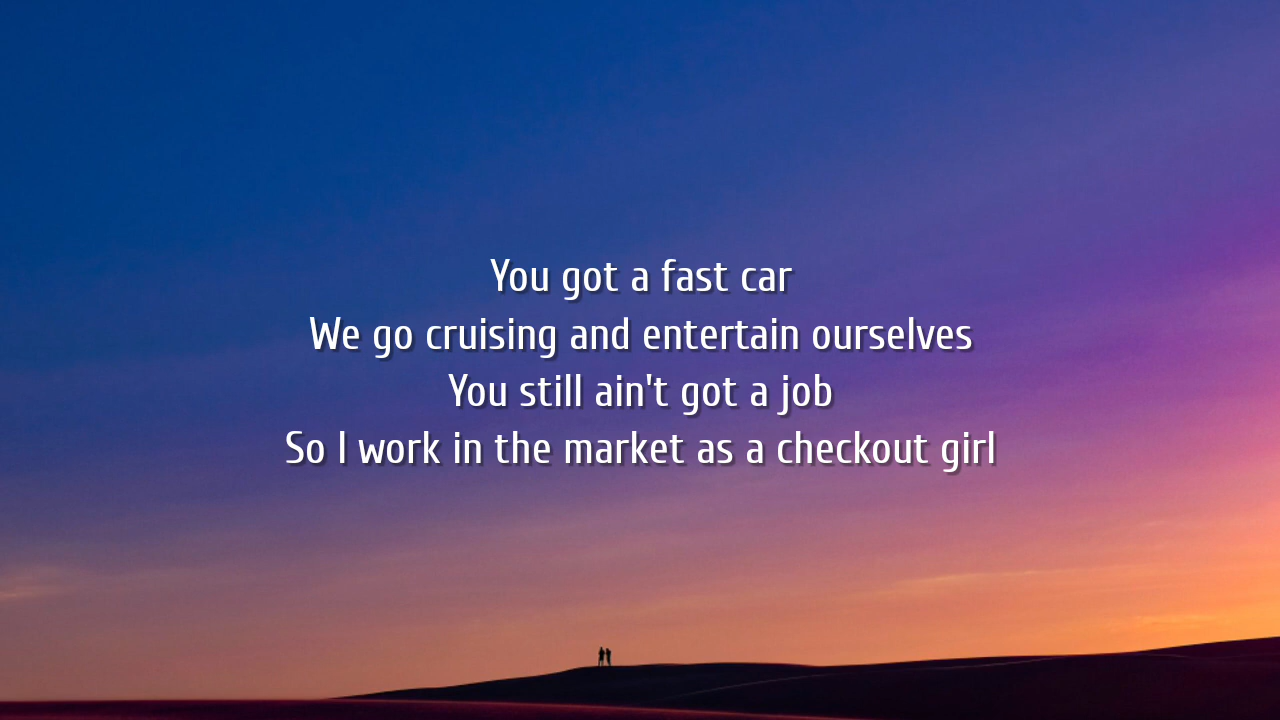 You got a fast car
We go cruising and entertain ourselves
You still ain't got a job
So I work in the market as a checkout girl